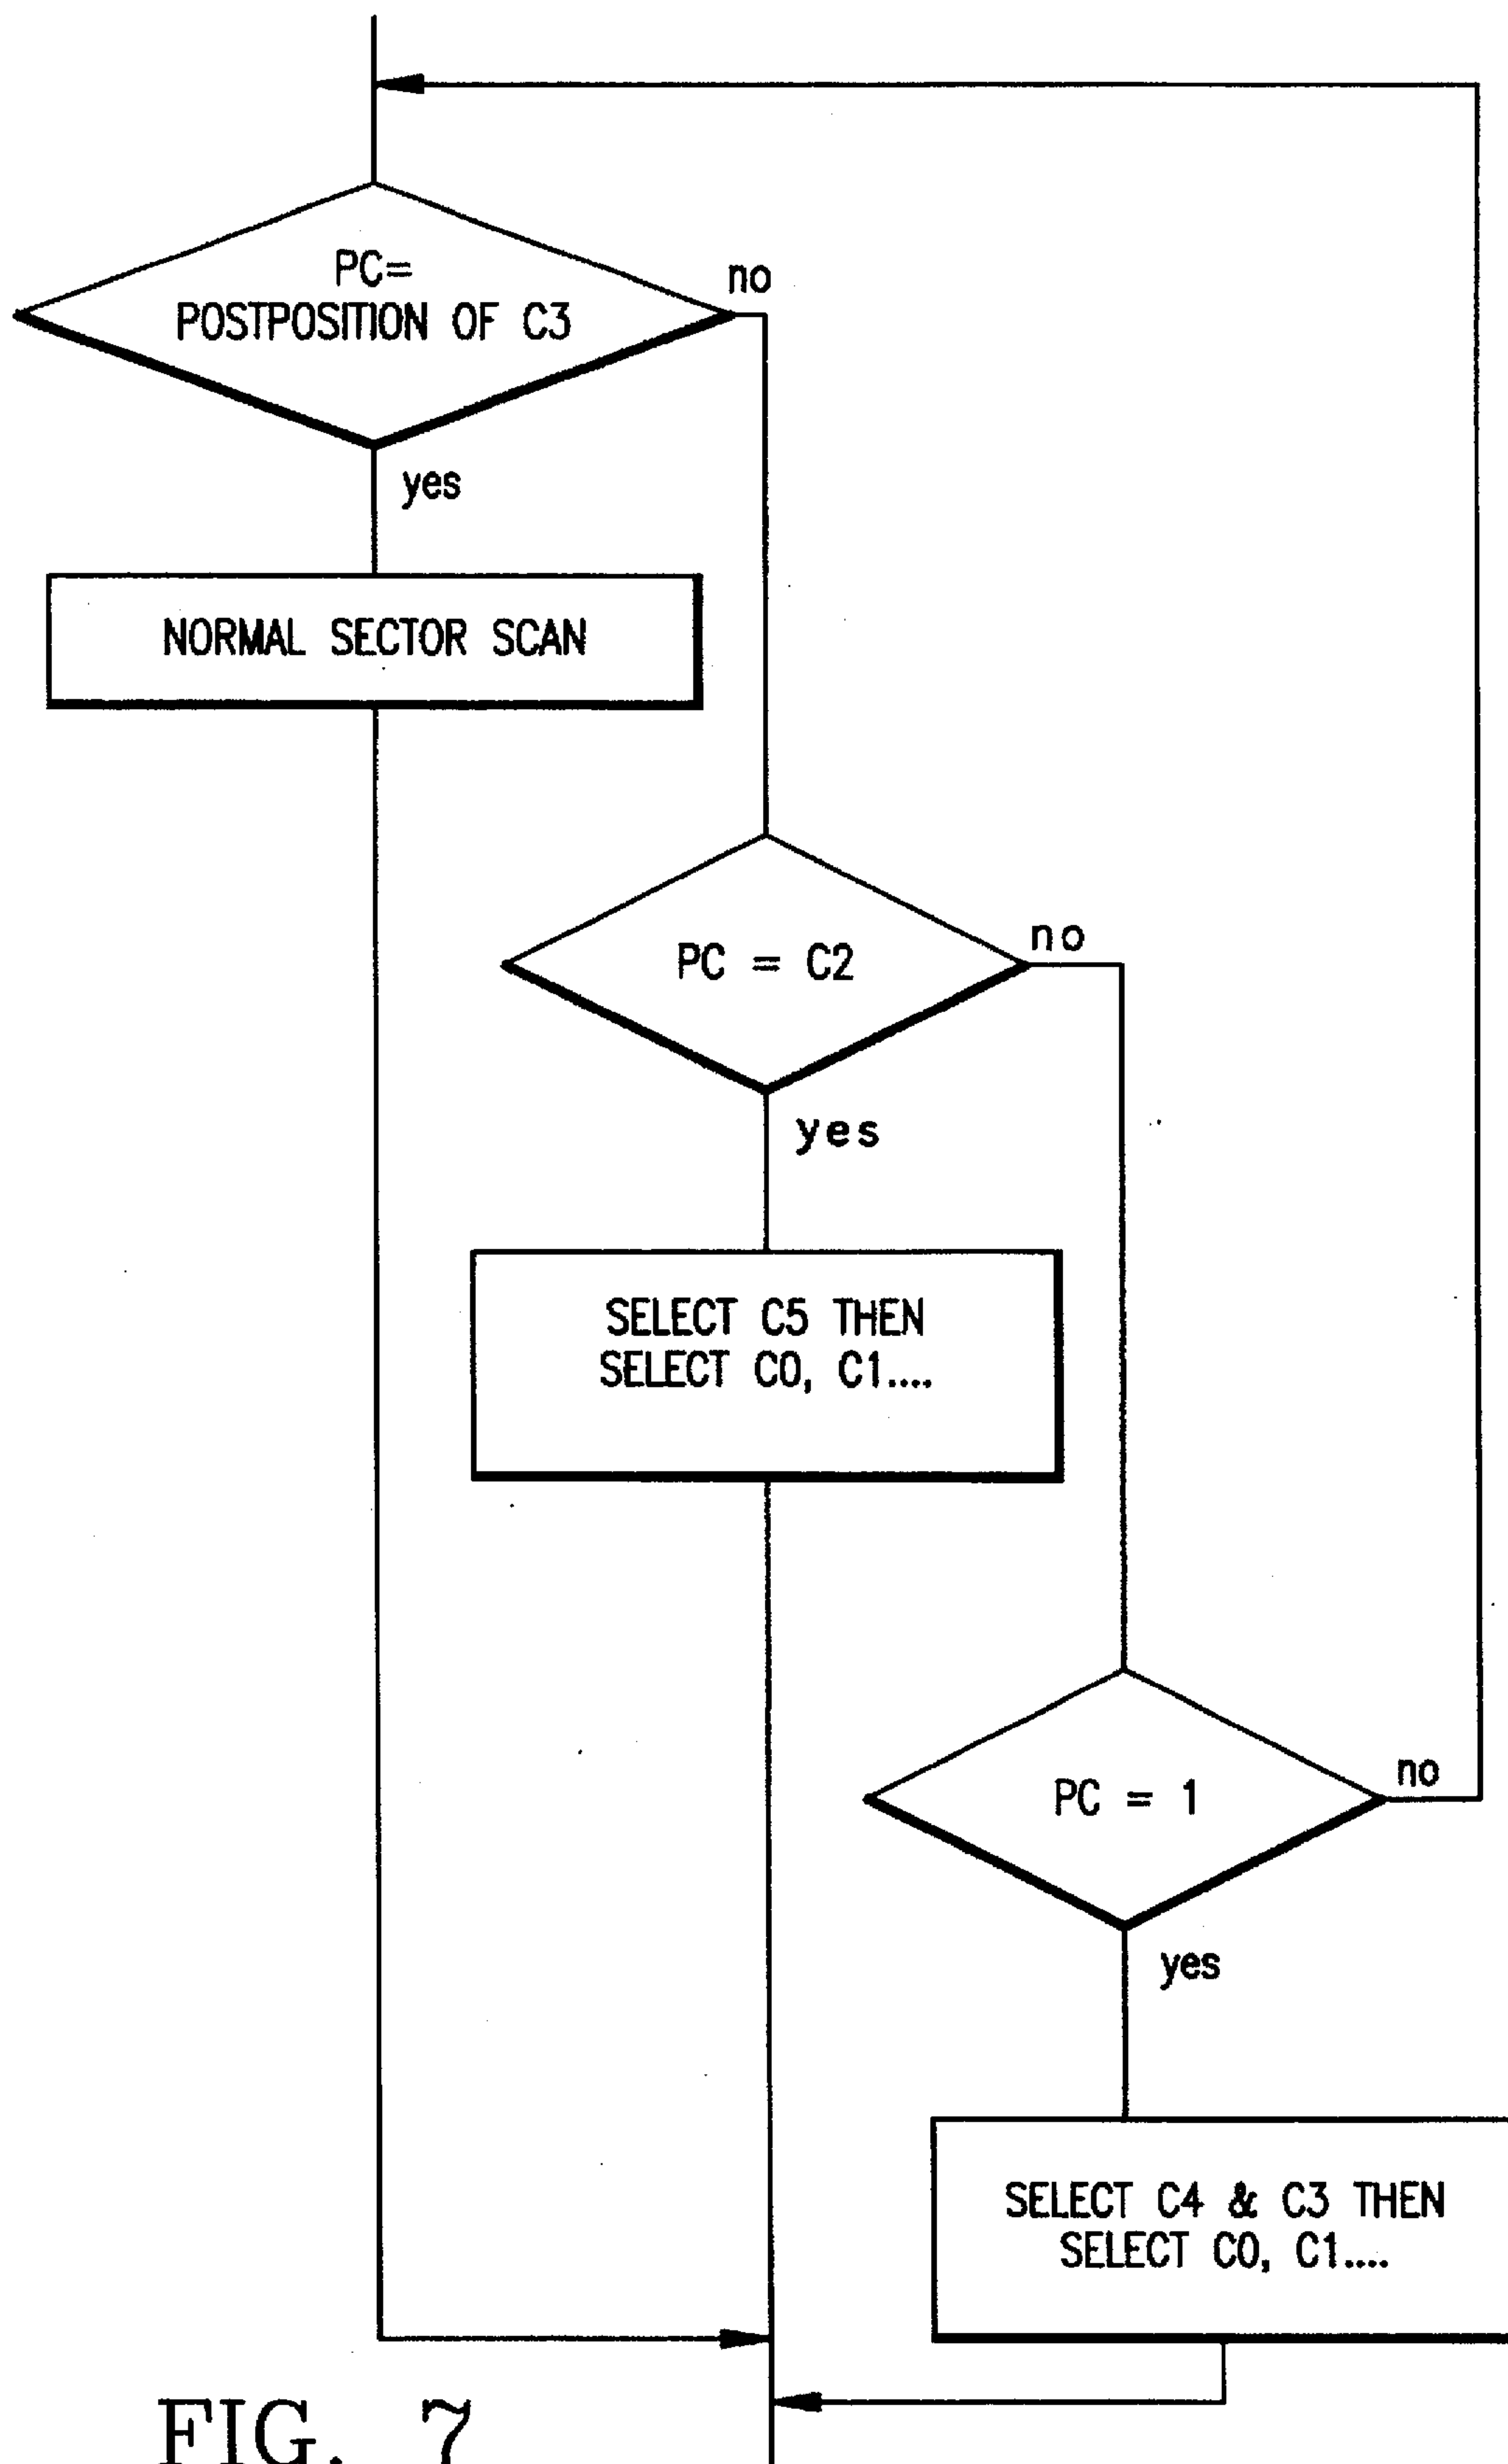 PC=
POSTPOSITION OF C3
no
yes
NORMAL SECTOR SCAN
PC = C2
no
yes
SELECT C5 THEN
SELECT C0, C1....
PC = 1
no
yes
SELECT C4 & C3 THEN
SELECT C0, C1....
FIG. 7